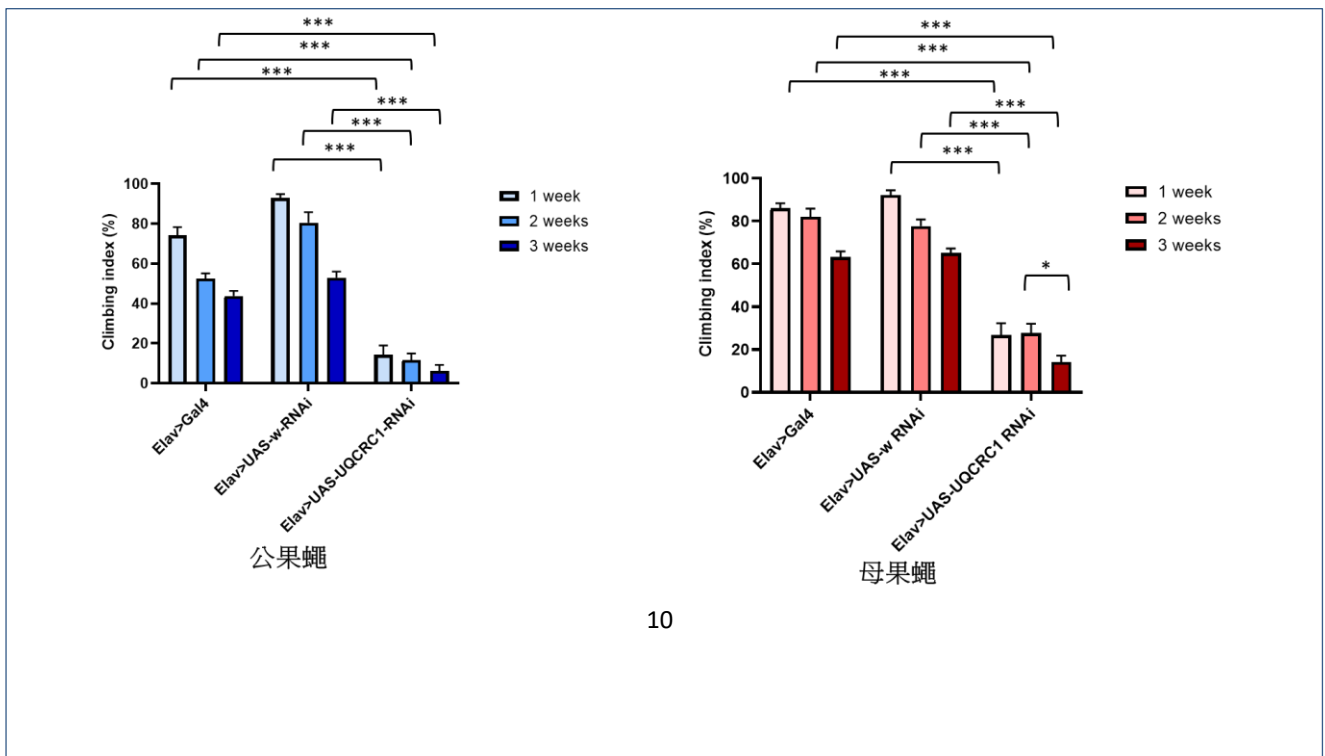 ***
***
***
***
***
***
Climbing index (%)
100
80
60
40
20
0
1 week
2 weeks
3 weeks
Elav>Gal4
Elav>UAS-w-RNAi
Elav>UAS-UQCRC1-RNAi
公果蠅
***
***
***
***
***
***
*
Climbing index (%)
100
80
60
40
20
0
1 week
2 weeks
3 weeks
Elav>Gal4
Elav>UAS-w RNAi
Elav>UAS-UQCRC1 RNAi
母果蠅
10